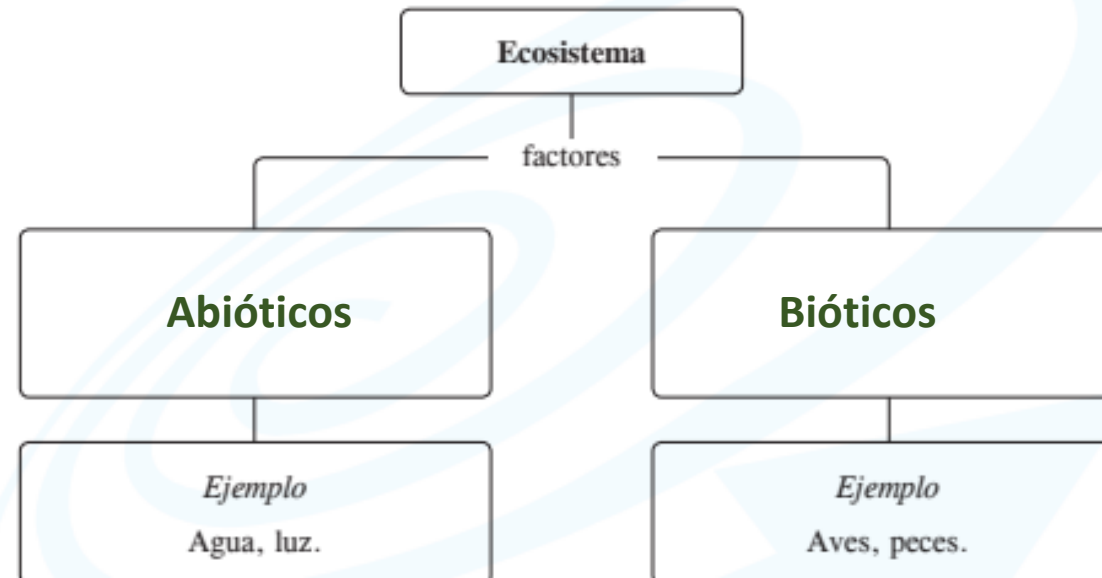 Ecosistema
factores
Abióticos
Bióticos
Ejemplo
Agua, luz.
Ejemplo
Aves, peces.